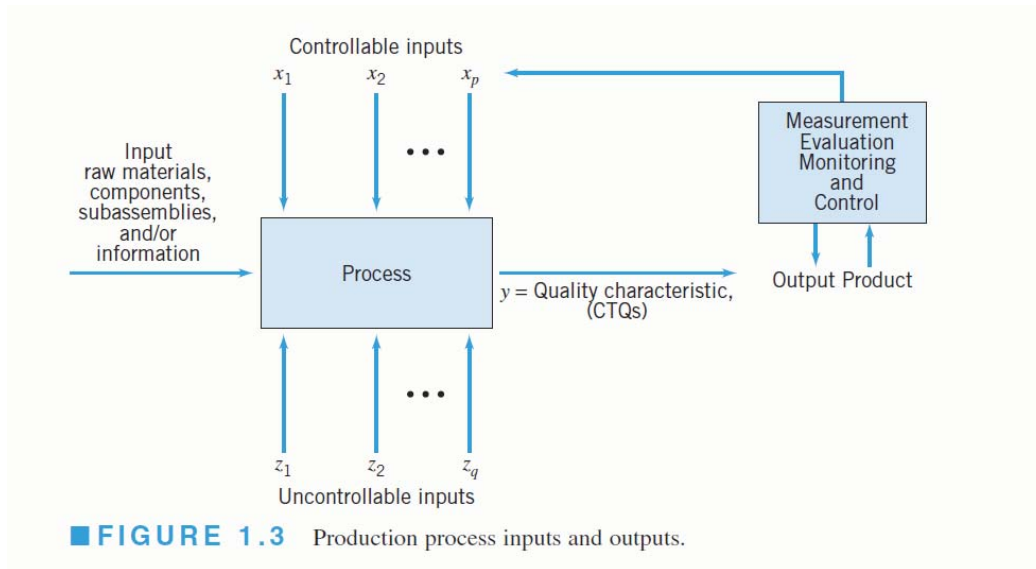 Controllable inputs
x1 x2 xp
Measurement
Evaluation
Monitoring
and
Control
Input
raw materials,
components,
subassemblies,
and/or
information
Process
y = Quality characteristic,
(CTQs)
Output Product
z1 z2 zq
Uncontrollable inputs
FIGURE 1.3 Production process inputs and outputs.